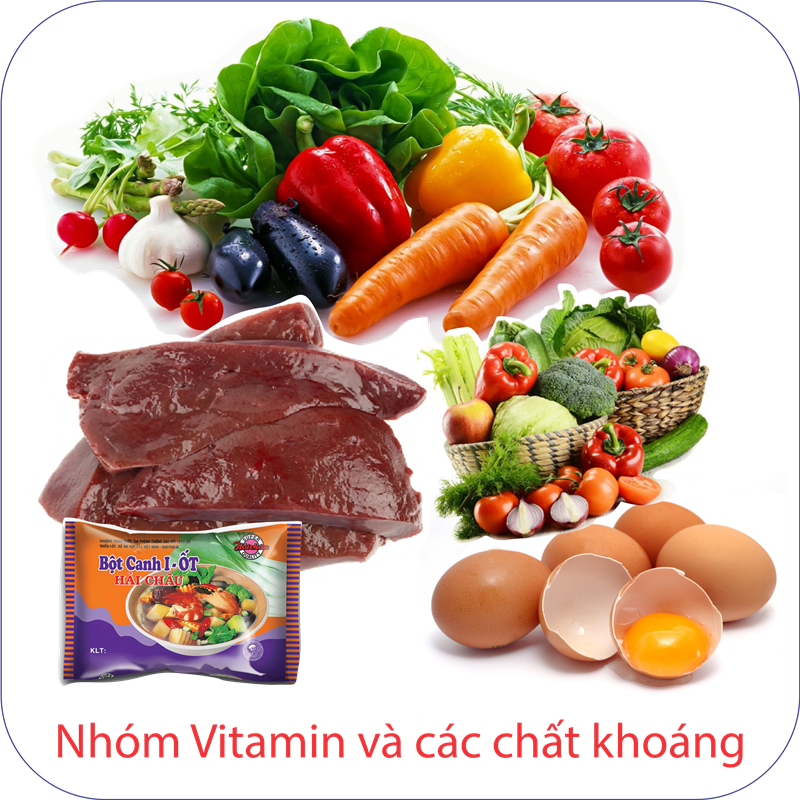 Bột Canh I-ỐT
HẢI CHÂU
KLT:
Nhóm Vitamin và các chất khoáng